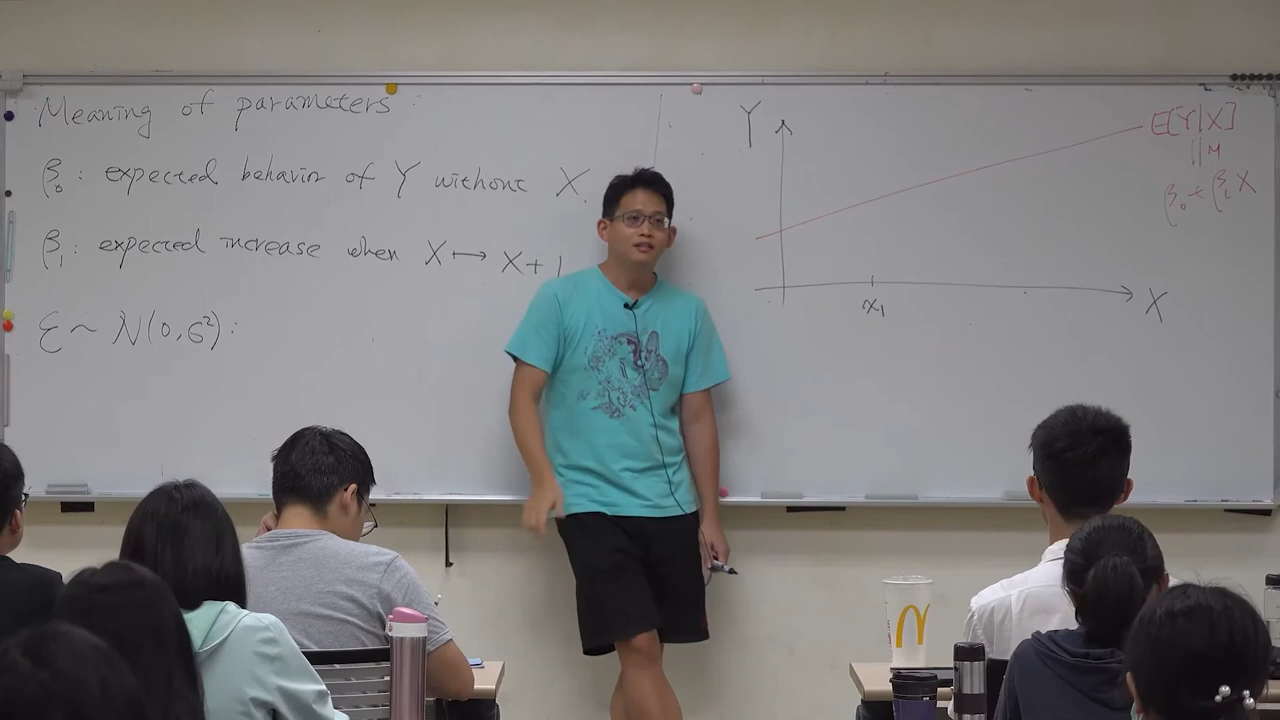 Meaning of parameters:
β₀: expected behavior of Y without X.
β₁: expected increase when X ↦ X+1
ε ~ N(0, σ²):
Y
E[Y|X]
|| M
β₀ + β₁X
x₁
X